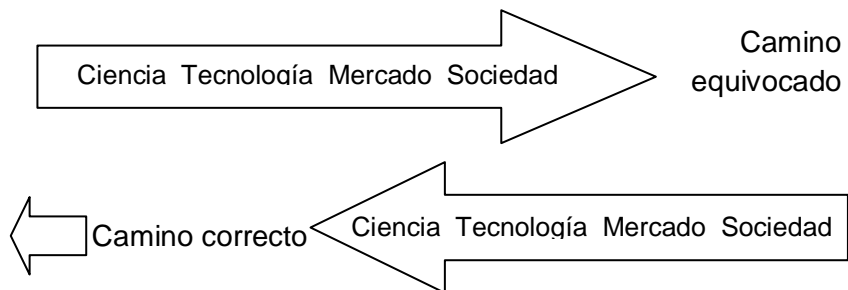 Camino
equivocado
Ciencia Tecnología Mercado Sociedad
Camino correcto
Ciencia Tecnología Mercado Sociedad